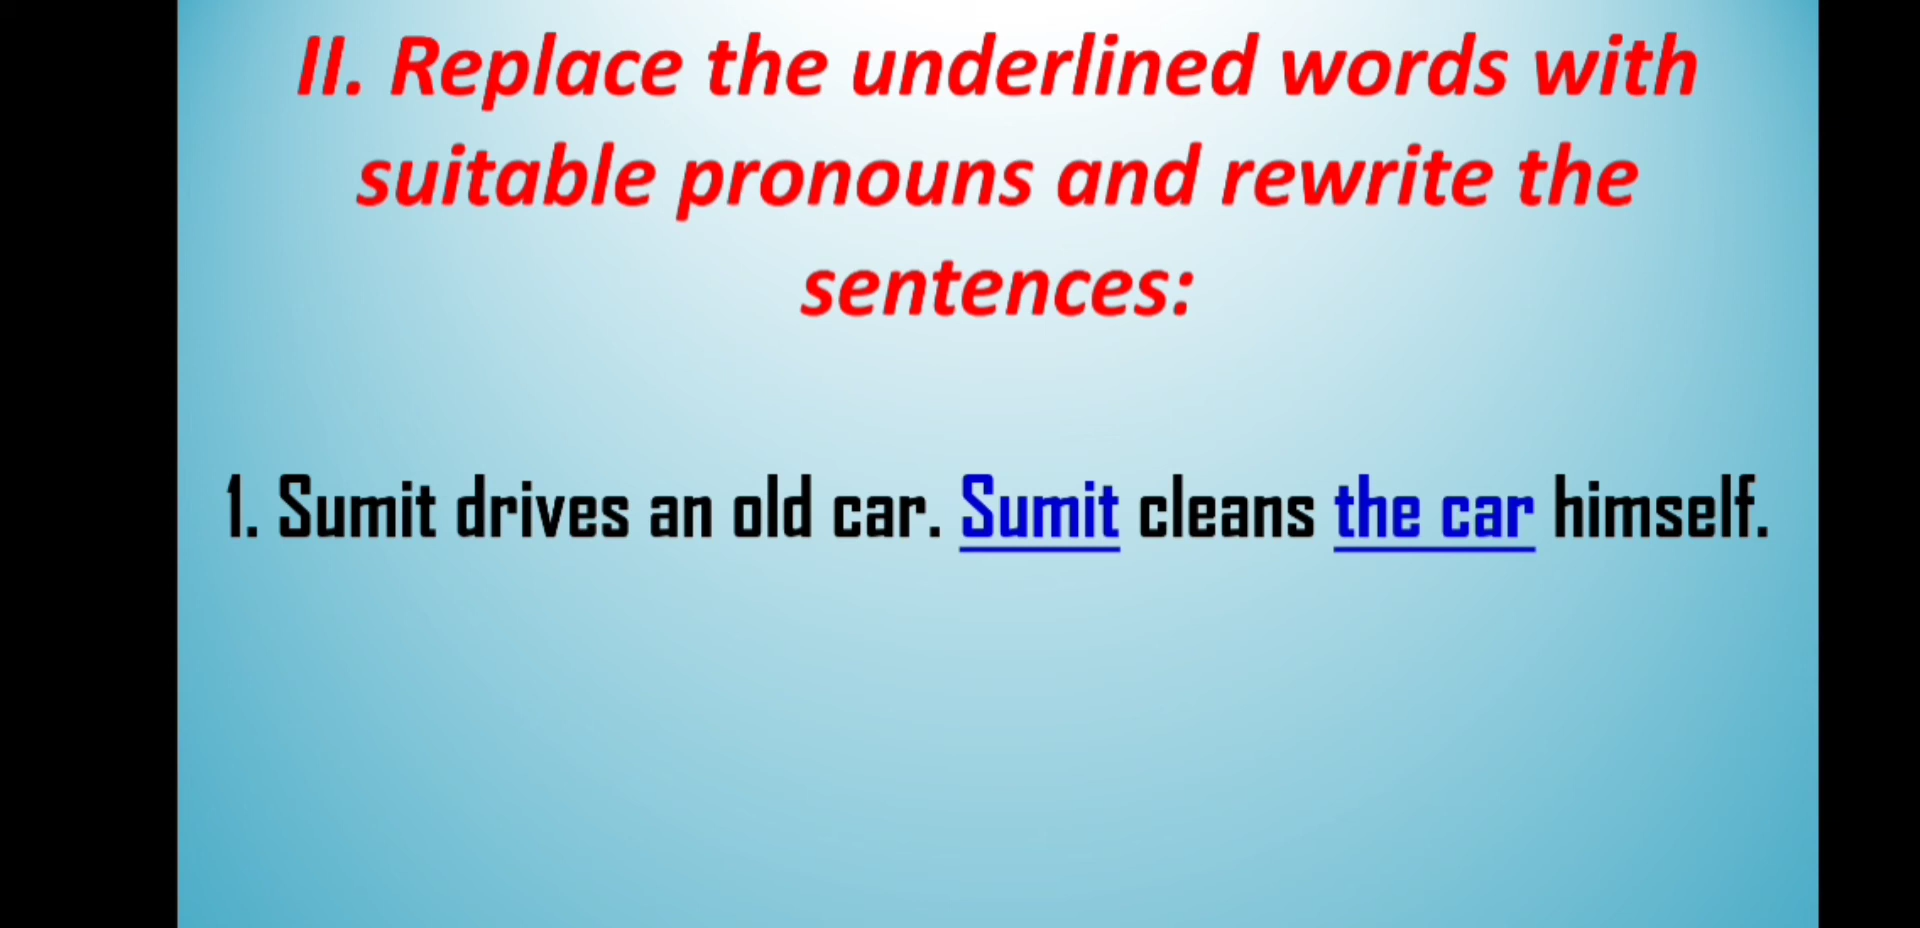 II. Replace the underlined words with
suitable pronouns and rewrite the
sentences:
1. Sumit drives an old car. Sumit cleans the car himself.